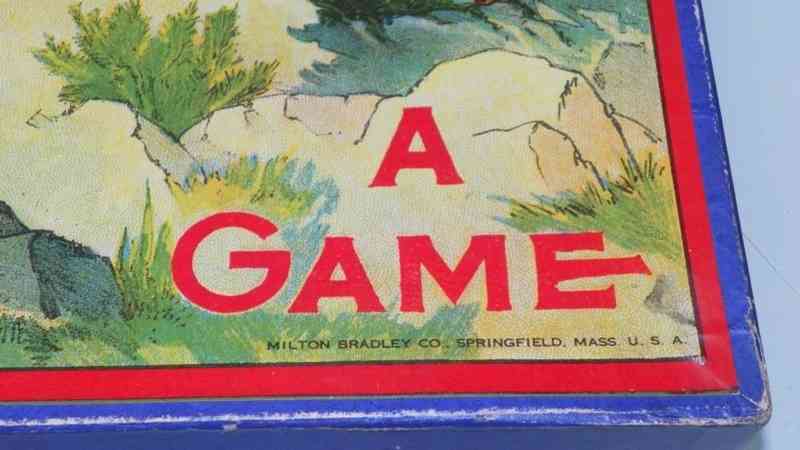 A
GAME
MILTON BRADLEY CO., SPRINGFIELD, MASS. U. S. A.